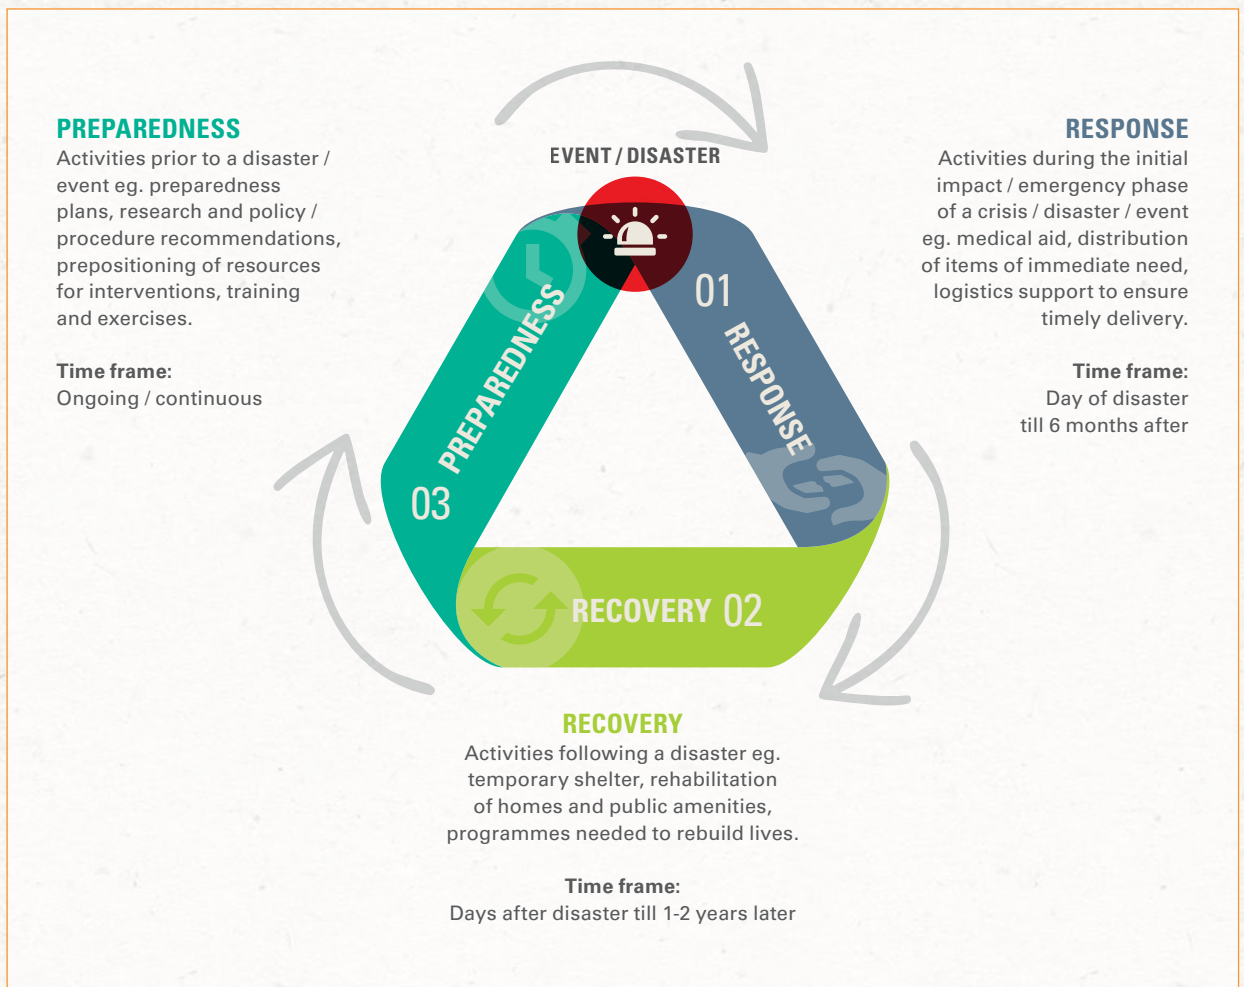 PREPAREDNESS
Activities prior to a disaster /
event eg. preparedness
plans, research and policy /
procedure recommendations,
prepositioning of resources
for interventions, training
and exercises.
Time frame:
Ongoing / continuous
EVENT / DISASTER
RESPONSE
Activities during the initial
impact / emergency phase
of a crisis / disaster / event
eg. medical aid, distribution
of items of immediate need,
logistics support to ensure
timely delivery.
Time frame:
Day of disaster
till 6 months after
01
RESPONSE
RECOVERY 02
PREPAREDNESS
03
RECOVERY
Activities following a disaster eg.
temporary shelter, rehabilitation
of homes and public amenities,
programmes needed to rebuild lives.
Time frame:
Days after disaster till 1-2 years later